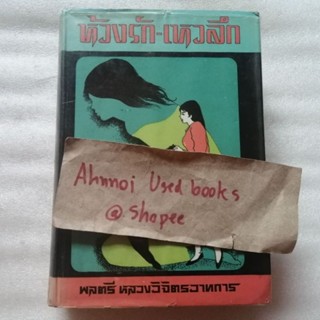 ห้วงรัก-เหวลึก
Ahnnoi Used books
@ Shopee
พลตรี หลวงวิจิตรวาทการ